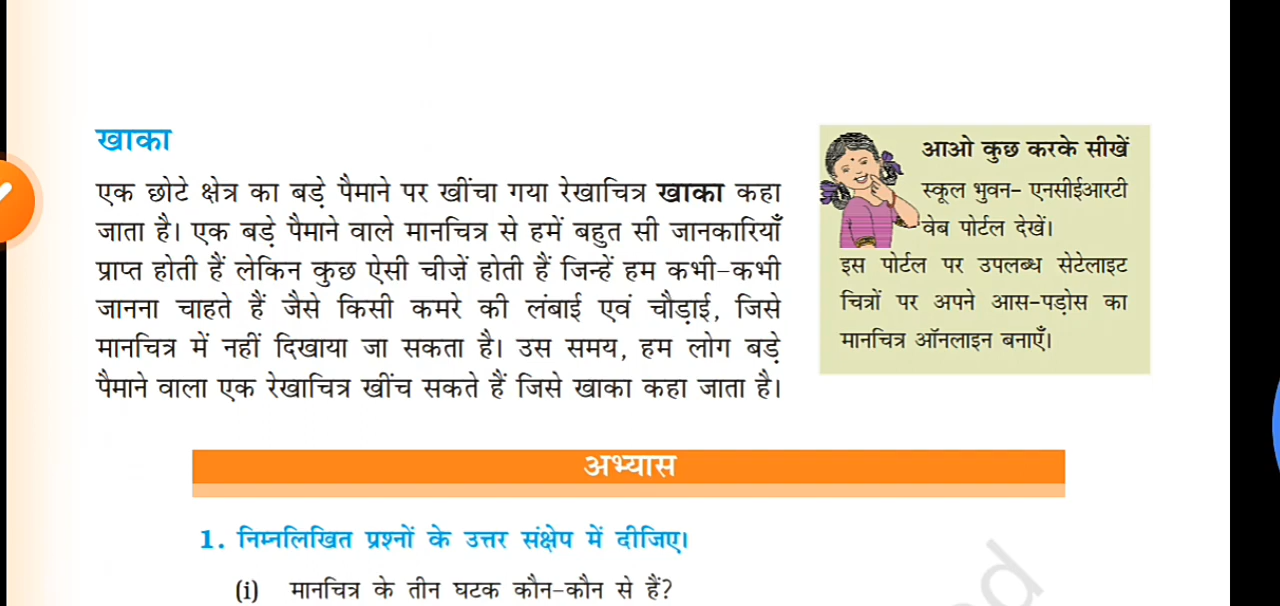 खाका
एक छोटे क्षेत्र का बड़े पैमाने पर खींचा गया रेखाचित्र खाका कहा
जाता है। एक बड़े पैमाने वाले मानचित्र से हमें बहुत सी जानकारियाँ
प्राप्त होती हैं लेकिन कुछ ऐसी चीज़ें होती हैं जिन्हें हम कभी-कभी
जानना चाहते हैं जैसे किसी कमरे की लंबाई एवं चौड़ाई, जिसे
मानचित्र में नहीं दिखाया जा सकता है। उस समय, हम लोग बड़े
पैमाने वाला एक रेखाचित्र खींच सकते हैं जिसे खाका कहा जाता है।
आओ कुछ करके सीखें
स्कूल भुवन- एनसीईआरटी
वेब पोर्टल देखें।
इस पोर्टल पर उपलब्ध सेटेलाइट
चित्रों पर अपने आस-पड़ोस का
मानचित्र ऑनलाइन बनाएँ।
अभ्यास
1. निम्नलिखित प्रश्नों के उत्तर संक्षेप में दीजिए।
(i) मानचित्र के तीन घटक कौन-कौन से हैं?